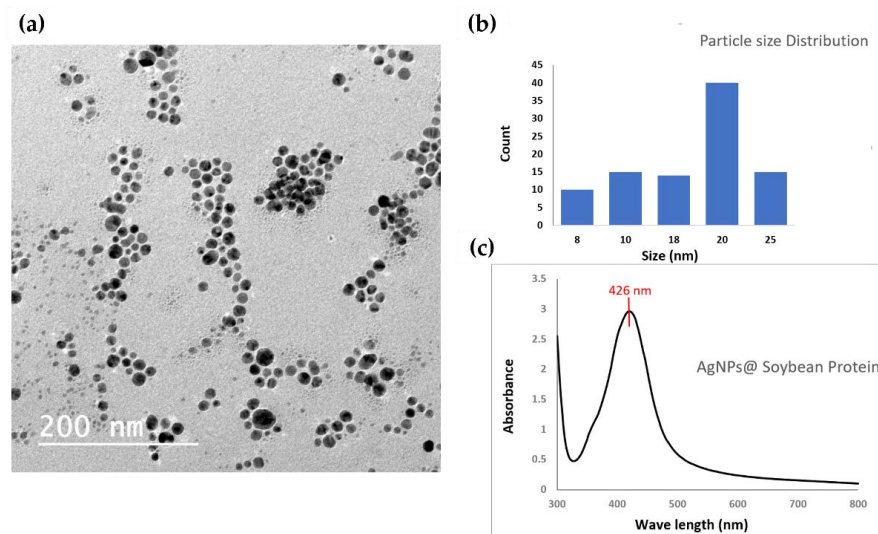 (a)
200 nm
(b)
Particle size Distribution
45
40
35
30
25
20
15
10
5
0
Count
8 10 18 20 25
Size (nm)
(c)
3.5
3
2.5
2
1.5
1
0.5
0
Absorbance
426 nm
AgNPs@ Soybean Protein
300 400 500 600 700 800
Wave length (nm)